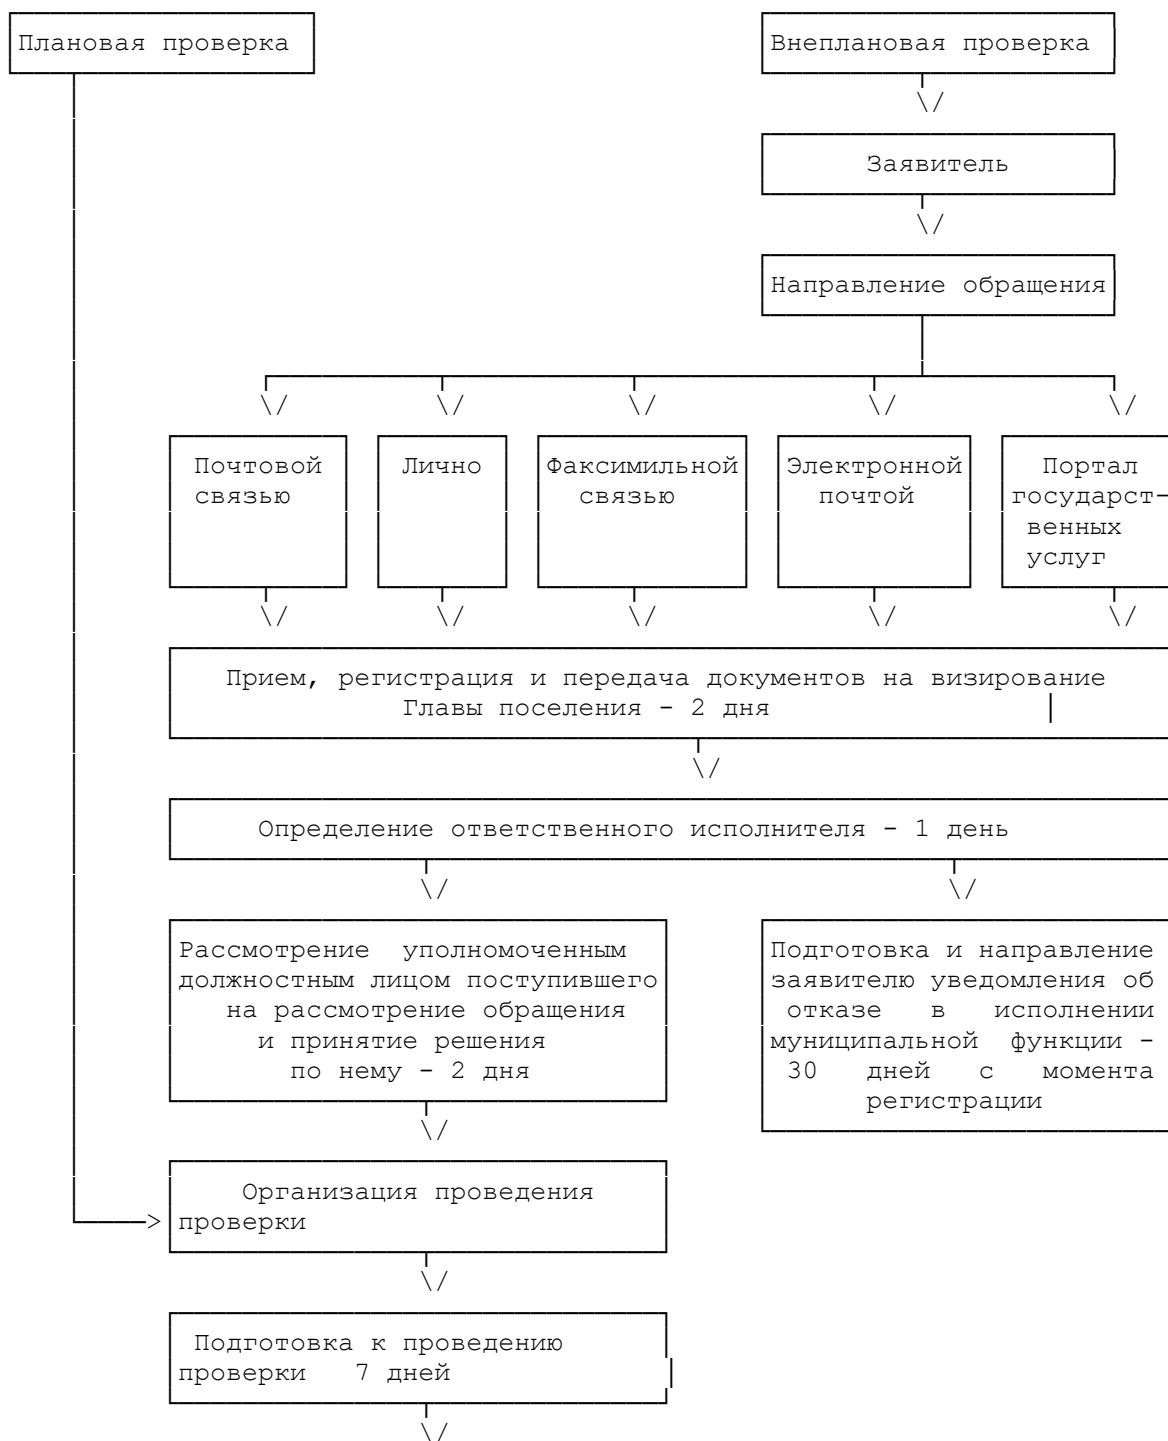 Плановая проверка
Внеплановая проверка
Заявитель
Направление обращения
Почтовой
связью
Лично
Факсимильной
связью
Электронной
почтой
Портал
государст-
венных
услуг
Прием, регистрация и передача документов на визирование
Главы поселения - 2 дня
Определение ответственного исполнителя - 1 день
Рассмотрение уполномоченным
должностным лицом поступившего
на рассмотрение обращения
и принятие решения
по нему - 2 дня
Подготовка и направление
заявителю уведомления об
отказе в исполнении
муниципальной функции -
30 дней с момента
регистрации
Организация проведения
проверки
Подготовка к проведению
проверки 7 дней